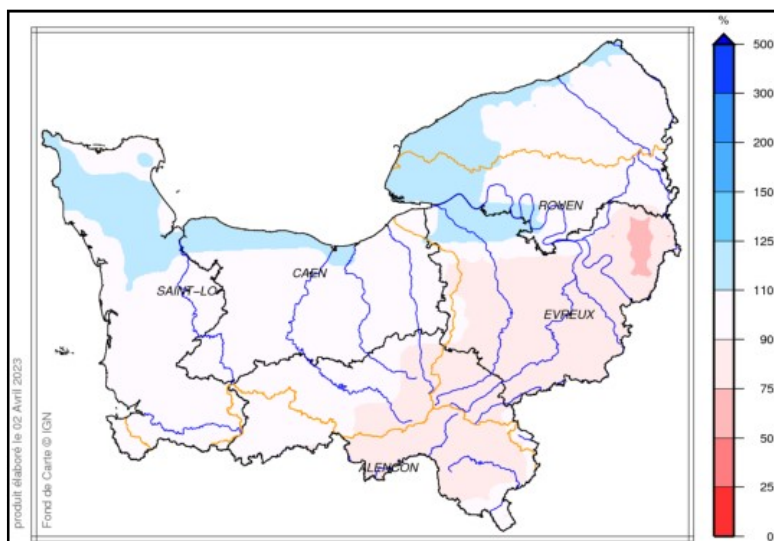 %
500
300
200
150
125
110
90
75
50
25
0
ROUEN
CAEN
SAINT-LO
EVREUX
ALENCON
produit élaboré le 02 Avril 2023
Fond de Carte © IGN